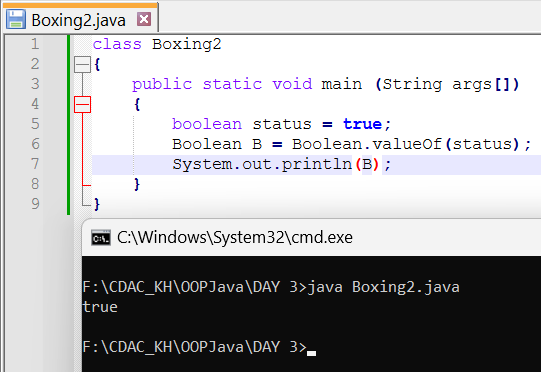 Boxing2.java
1 class Boxing2
2 {
3 public static void main (String args[])
4 {
5 boolean status = true;
6 Boolean B = Boolean.valueOf(status);
7 System.out.println(B);
8 }
9 }
C:\Windows\System32\cmd.exe
F:\CDAC_KH\OOPJava\DAY 3>java Boxing2.java
true
F:\CDAC_KH\OOPJava\DAY 3>